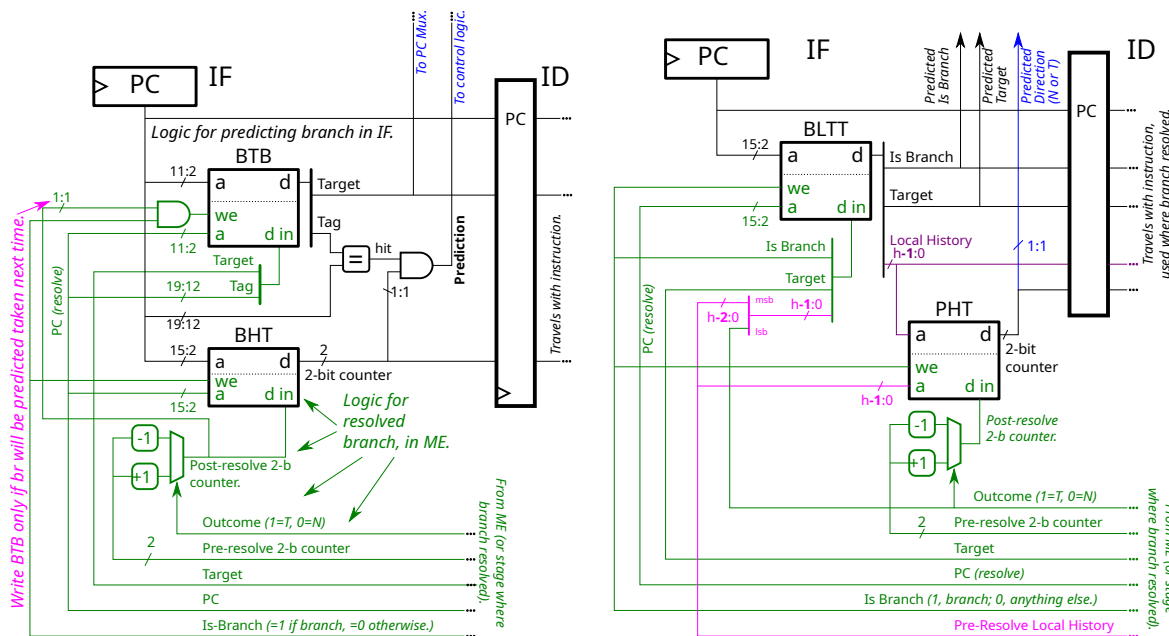 PC
IF
To PC Mux.
To control logic.
ID
PC
Logic for predicting branch in IF.
BTB
11:2
a
d
Target
1:1
we
a
d in
11:2
Tag
hit
=
Prediction
1:1
Target
Tag
19:12
19:12
PC (resolve)
Write BTB only if br will be predicted taken next time.
BHT
15:2
a
d
2
2-bit counter
we
a
d in
15:2
Travels with instruction.
Logic for
resolved
branch, in ME.
-1
+1
Post-resolve 2-b
counter.
Outcome (1=T, 0=N)
2
Pre-resolve 2-b counter
Target
PC
Is-Branch (=1 if branch, =0 otherwise.)
From ME (or stage where
branch resolved).
PC
IF
Predicted
Is Branch
Predicted
Target
Predicted
Direction
(N or T)
ID
PC
BLTT
15:2
a
d
Is Branch
we
a
d in
15:2
Target
Is Branch
Target
Local History
h-1:0
1:1
msb
h-2:0
h-1:0
lsb
PC (resolve)
PHT
a
d
2-bit
counter
we
a
d in
h-1:0
Travels with instruction,
used where branch resolved.
-1
+1
Post-resolve
2-b counter.
Outcome (1=T, 0=N)
2
Pre-resolve 2-b counter
Target
PC (resolve)
Is Branch (1, branch; 0, anything else.)
Pre-Resolve Local History
where branch resolved).